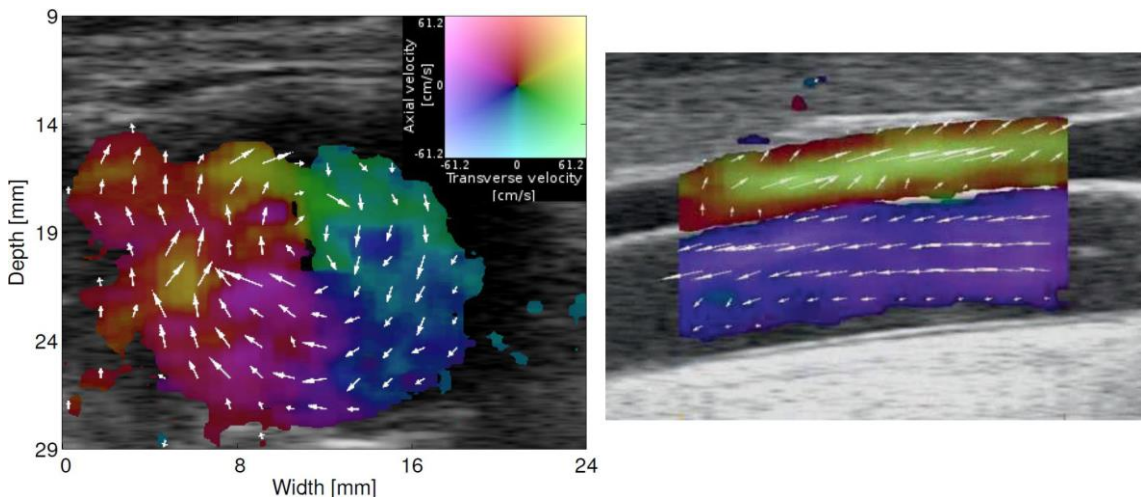 9
14
19
24
29
Depth [mm]
0
8
16
24
Width [mm]
61.2
0
-61.2
Axial velocity
[cm/s]
-61.2
0
61.2
Transverse velocity
[cm/s]